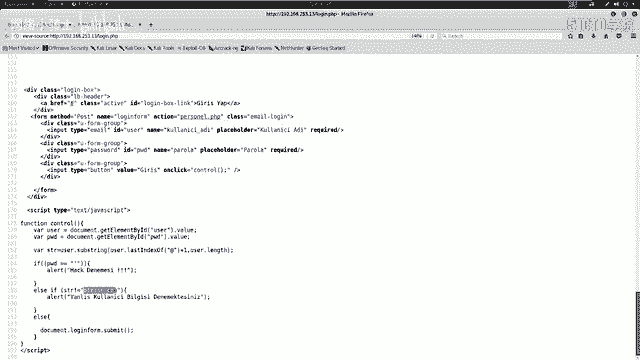 http://192.168.253.13/login.php - Mozilla Firefox
view-source:http://192.168.253.13/login.php
Search
Most Visited Offensive Security Kali Linux Kali Docs Kali Tools Exploit-DB Aircrack-ng Kali Forums NetHunter Getting Started
<div class="login-box">
<div class="lb-header">
<a href="#" class="active" id="login-box-link">Giris Yap</a>
</div>
<form method="Post" name="loginform" action="personel.php" class="email-login">
<div class="u-form-group">
<input type="email" id="user" name="kullanici_adi" placeholder="Kullanici Adi" required/>
</div>
<div class="u-form-group">
<input type="password" id="pwd" name="parola" placeholder="Parola" required/>
</div>
<div class="u-form-group">
<input type="button" value="Giris" onclick="control();" />
</div>
</form>
</div>
<script type="text/javascript">
function control(){
var user = document.getElementById("user").value;
var pwd = document.getElementById("pwd").value;
var str=user.substring(user.lastIndexOf("@")+1,user.length);
if((pwd == "'")){
alert("Hack Denemesi !!!");
}
else if (str!="
"){
alert("Yanlis Kullanici Bilgisi Denemektesiniz");
}
else{
document.loginform.submit();
}
}
</script>